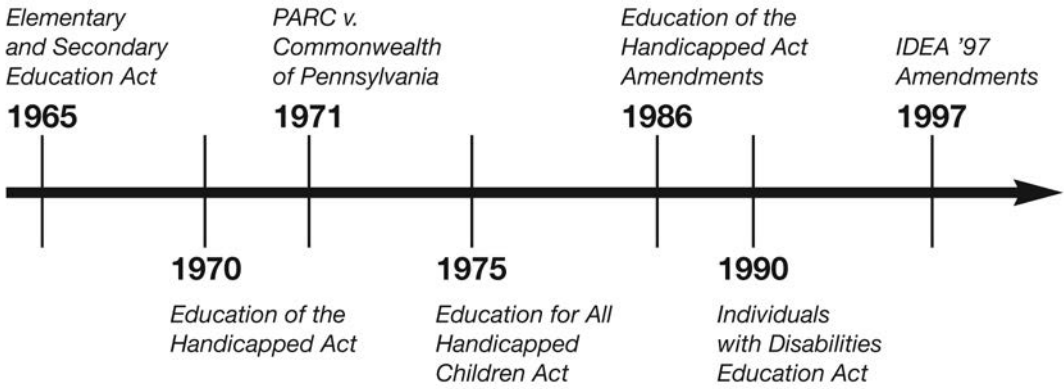 Elementary
and Secondary
Education Act
1965
PARC v.
Commonwealth
of Pennsylvania
1971
Education of the
Handicapped Act
Amendments
1986
IDEA ’97
Amendments
1997
1970
Education of the
Handicapped Act
1975
Education for All
Handicapped
Children Act
1990
Individuals
with Disabilities
Education Act